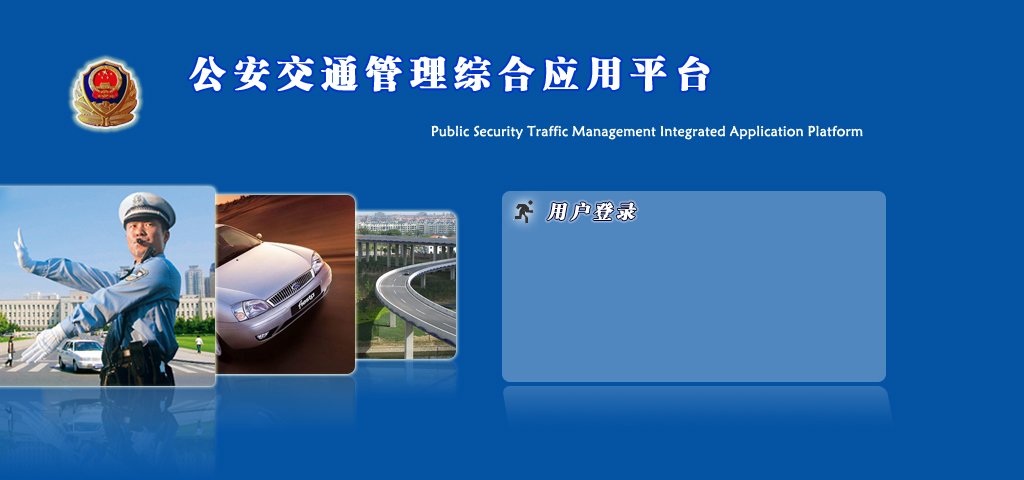 公安交通管理综合应用平台
Public Security Traffic Management Integrated Application Platform
用户登录